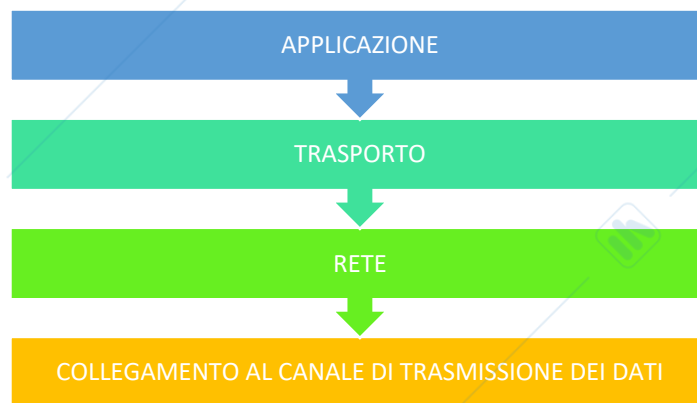 APPLICAZIONE
TRASPORTO
RETE
COLLEGAMENTO AL CANALE DI TRASMISSIONE DEI DATI